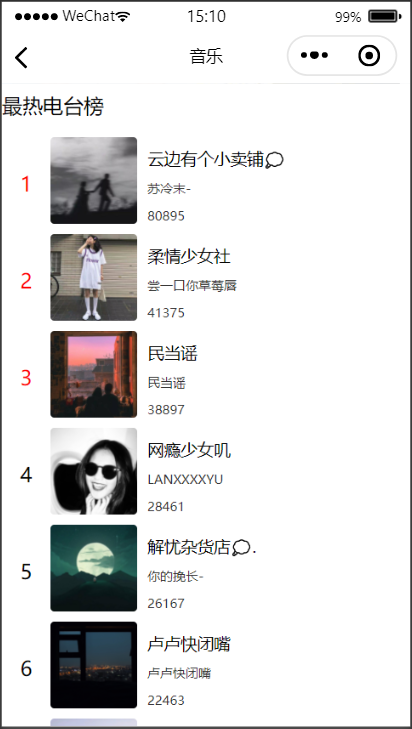 WeChat 15:10 99%
音乐
最热电台榜
云边有个小卖铺💭
1
苏冷末-
80895
柔情少女社
2
尝一口你草莓唇
41375
民当谣
3
民当谣
38897
网瘾少女叽
4
LANXXXXYU
28461
解忧杂货店💭.
5
你的挽长-
26167
卢卢快闭嘴
6
卢卢快闭嘴
22463